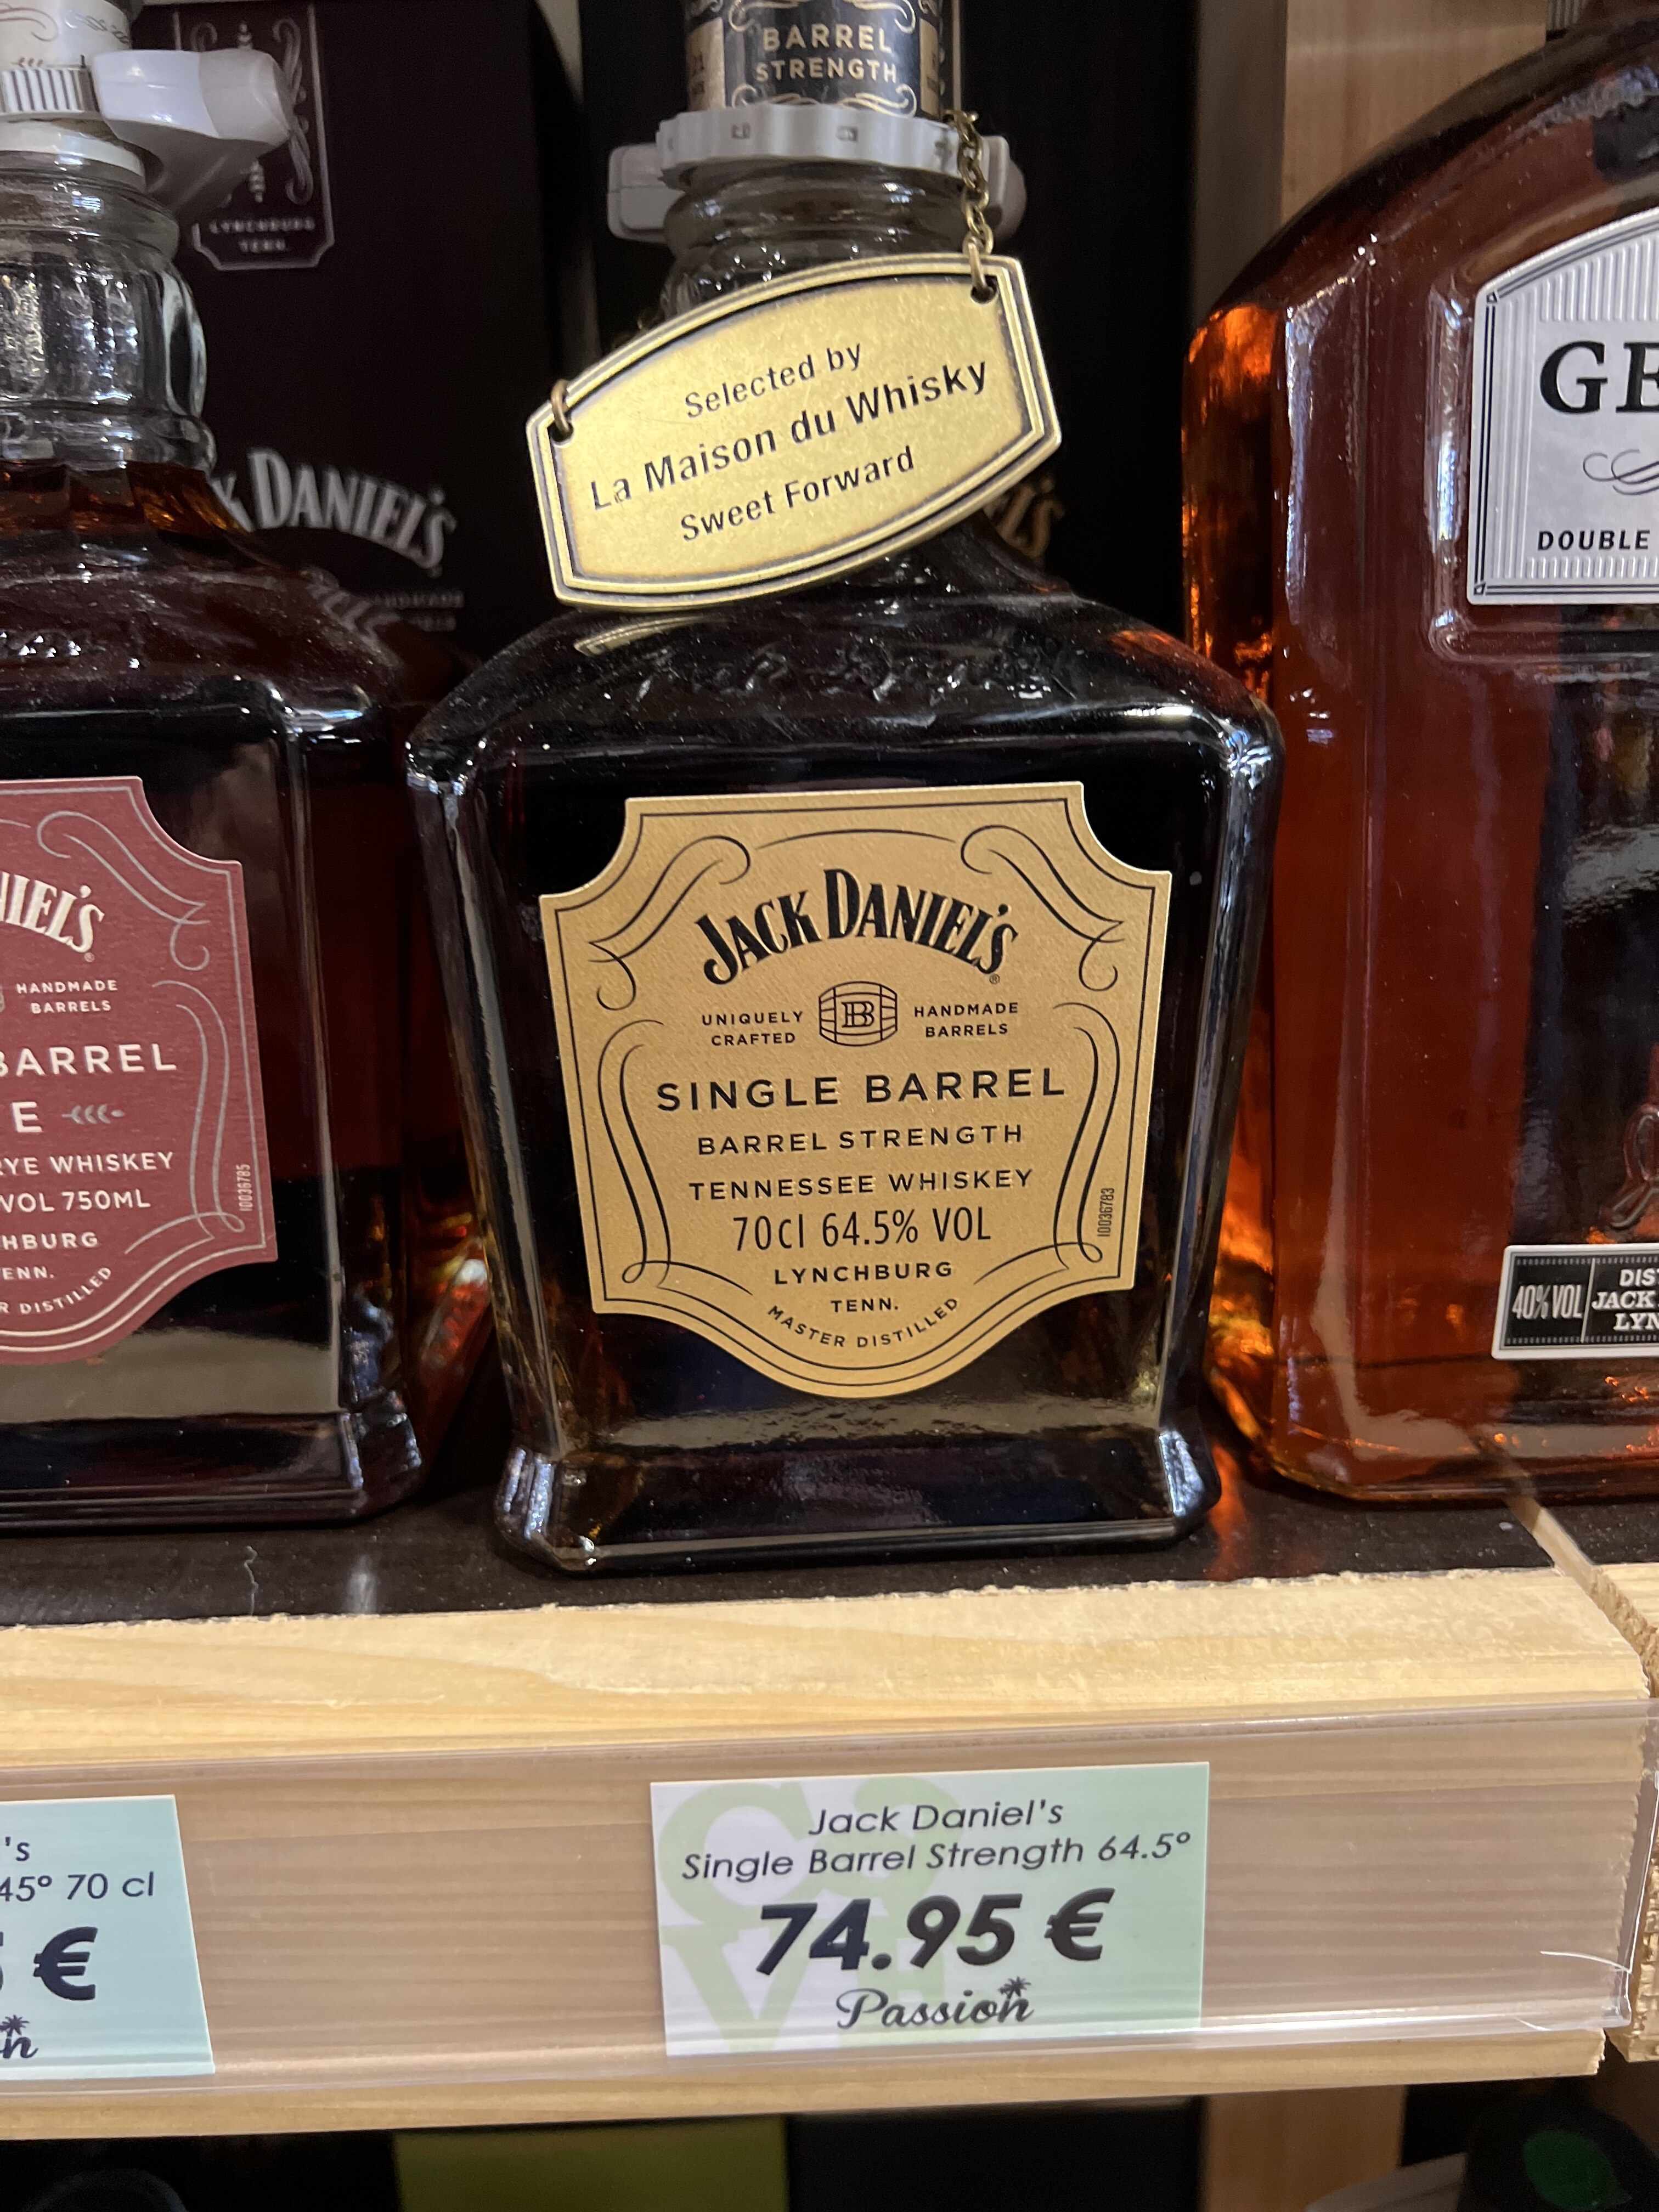 BARREL
STRENGTH
LYNCHBURG
TENN.
Selected by
La Maison du Whisky
Sweet Forward
DANIEL'S
JACK DANIEL'S
UNIQUELY
CRAFTED
B
HANDMADE
BARRELS
SINGLE BARREL
BARREL STRENGTH
TENNESSEE WHISKEY
70cl 64.5% VOL
LYNCHBURG
TENN.
MASTER DISTILLED
10036783
HANDMADE
BARRELS
BARREL
E
RYE WHISKEY
VOL 750ML
10036785
DISTILLED
GE
DOUBLE
40%VOL
JACK
Jack Daniel's
Single Barrel Strength 64.5°
74.95 €
Passion
's
45° 70 cl
€